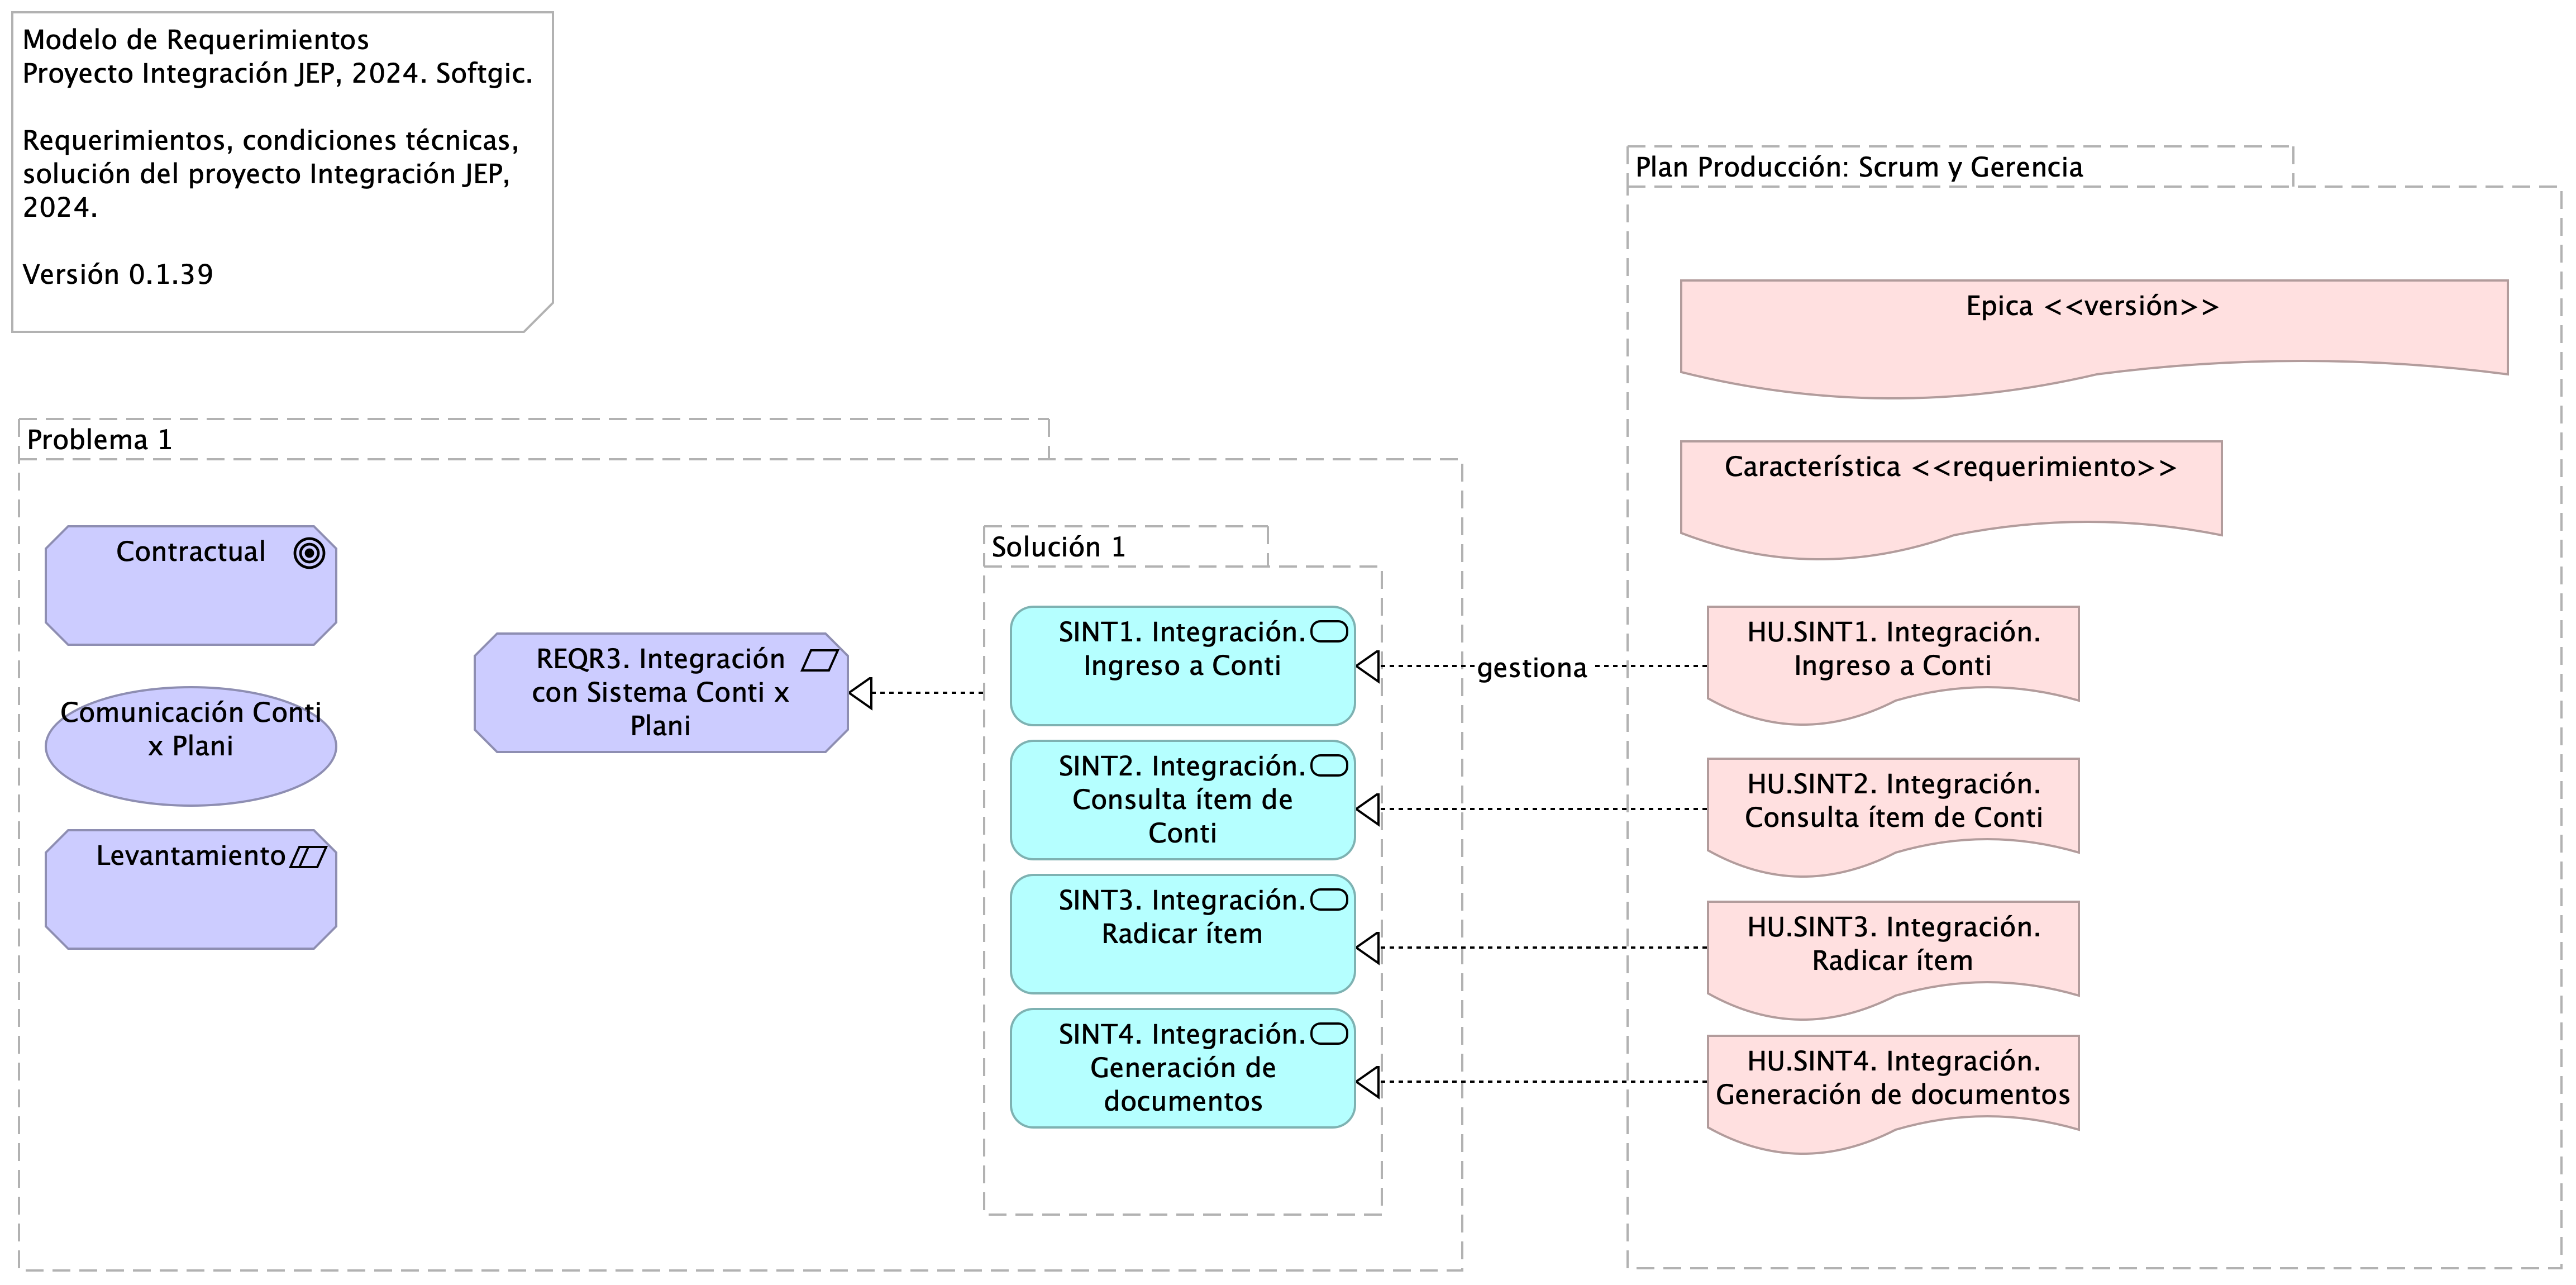 Modelo de Requerimientos
Proyecto Integración JEP, 2024. Softgic.
Requerimientos, condiciones técnicas,
solución del proyecto Integración JEP,
2024.
Versión 0.1.39
Plan Producción: Scrum y Gerencia
Epica <<versión>>
Característica <<requerimiento>>
Problema 1
Contractual
Comunicación Conti
x Plani
Levantamiento
REQR3. Integración
con Sistema Conti x
Plani
Solución 1
SINT1. Integración.
Ingreso a Conti
SINT2. Integración.
Consulta ítem de
Conti
SINT3. Integración.
Radicar ítem
SINT4. Integración.
Generación de
documentos
gestiona
HU.SINT1. Integración.
Ingreso a Conti
HU.SINT2. Integración.
Consulta ítem de Conti
HU.SINT3. Integración.
Radicar ítem
HU.SINT4. Integración.
Generación de documentos